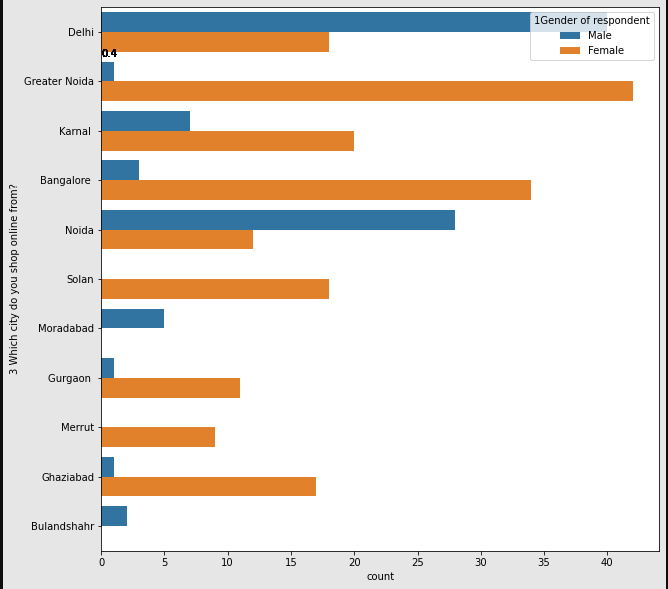 1Gender of respondent
Male
Female
Delhi
0.4
Greater Noida
Karnal
Bangalore
Noida
Solan
Moradabad
Gurgaon
Merrut
Ghaziabad
Bulandshahr
3 Which city do you shop online from?
0 5 10 15 20 25 30 35 40
count